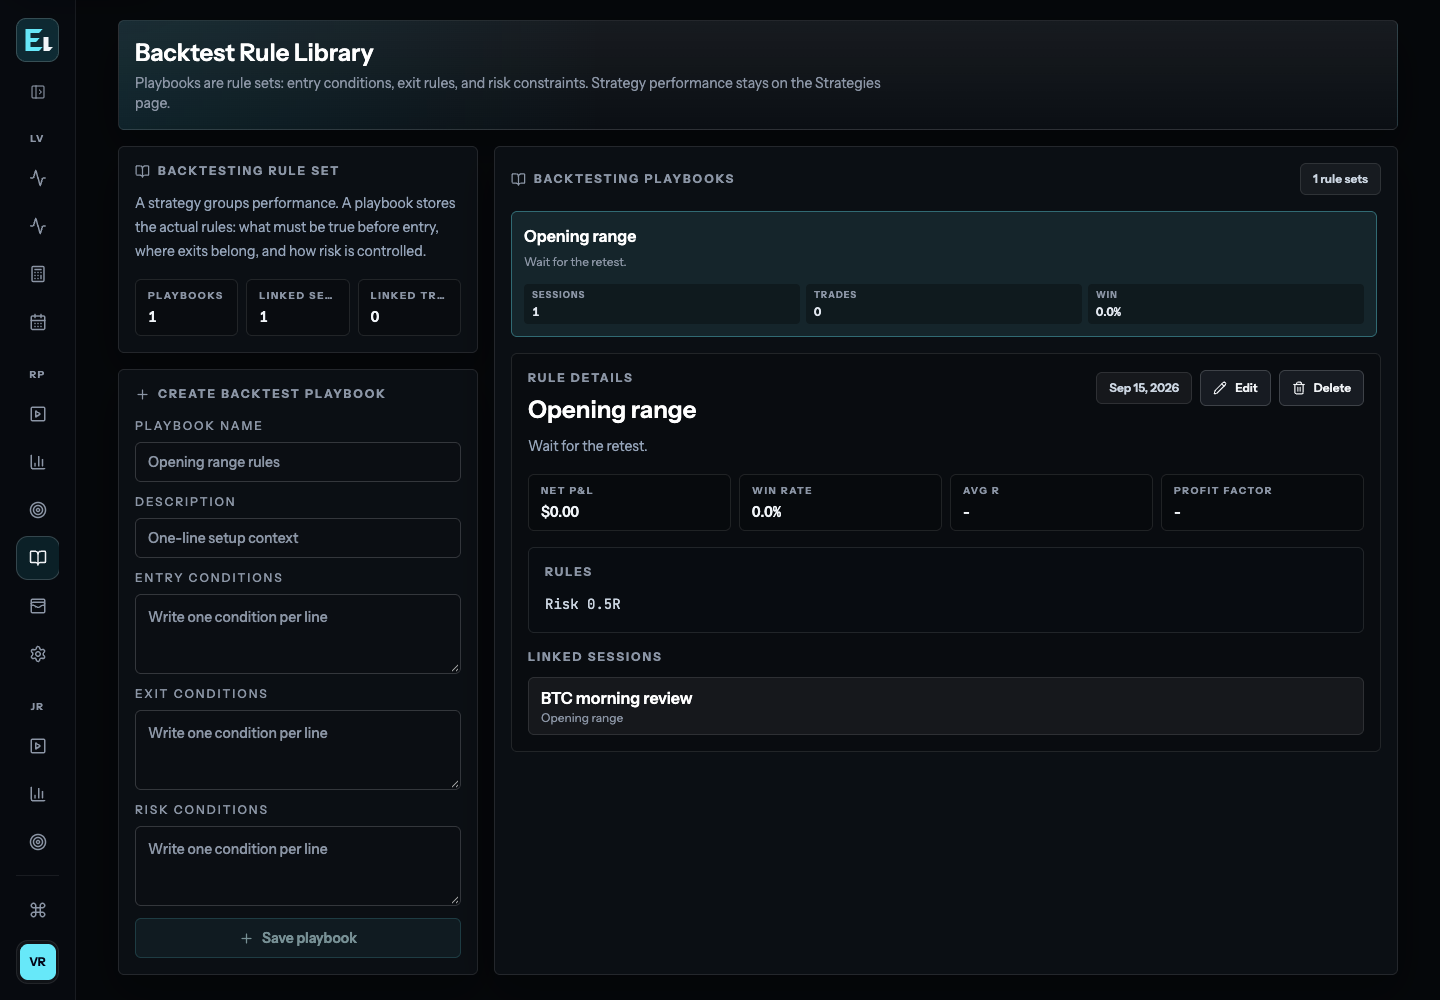 EL
LV
RP
JR
VR
Backtest Rule Library
Playbooks are rule sets: entry conditions, exit rules, and risk constraints. Strategy performance stays on the Strategies
page.
BACKTESTING RULE SET
A strategy groups performance. A playbook stores
the actual rules: what must be true before entry,
where exits belong, and how risk is controlled.
PLAYBOOKS
1
LINKED SE...
1
LINKED TR...
0
CREATE BACKTEST PLAYBOOK
PLAYBOOK NAME
Opening range rules
DESCRIPTION
One-line setup context
ENTRY CONDITIONS
Write one condition per line
EXIT CONDITIONS
Write one condition per line
RISK CONDITIONS
Write one condition per line
Save playbook
BACKTESTING PLAYBOOKS
1 rule sets
Opening range
Wait for the retest.
SESSIONS
1
TRADES
0
WIN
0.0%
RULE DETAILS
Opening range
Wait for the retest.
Sep 15, 2026
Edit
Delete
NET P&L
$0.00
WIN RATE
0.0%
AVG R
-
PROFIT FACTOR
-
RULES
Risk 0.5R
LINKED SESSIONS
BTC morning review
Opening range